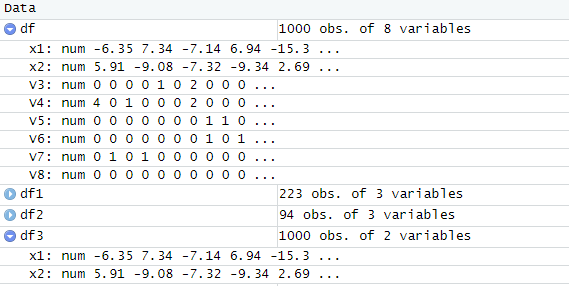 Data
df 1000 obs. of 8 variables
x1: num -6.35 7.34 -7.14 6.94 -15.3 ...
x2: num 5.91 -9.08 -7.32 -9.34 2.69 ...
V3: num 0 0 0 0 1 0 2 0 0 0 ...
V4: num 4 0 1 0 0 0 2 0 0 0 ...
V5: num 0 0 0 0 0 0 0 1 1 0 ...
V6: num 0 0 0 0 0 0 0 1 0 1 ...
V7: num 0 1 0 1 0 0 0 0 0 0 ...
V8: num 0 0 0 0 0 0 0 0 0 0 ...
df1 223 obs. of 3 variables
df2 94 obs. of 3 variables
df3 1000 obs. of 2 variables
x1: num -6.35 7.34 -7.14 6.94 -15.3 ...
x2: num 5.91 -9.08 -7.32 -9.34 2.69 ...